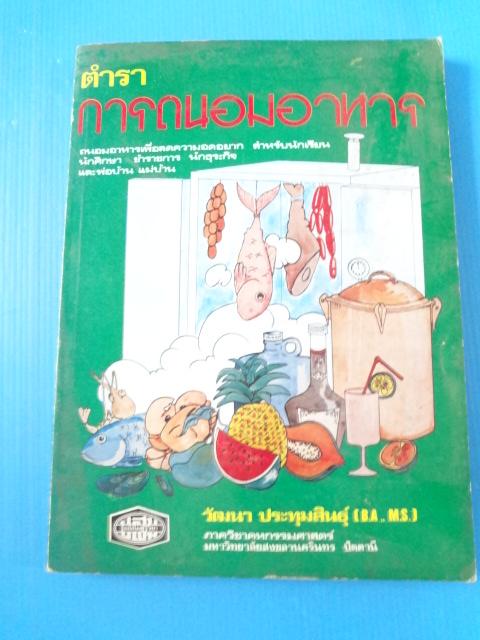 ตำรา
การถนอมอาหาร
ถนอมอาหารเพื่อลดความอดอยาก สำหรับนักเรียน
นักศึกษา ข้าราชการ นักธุรกิจ
และพ่อบ้าน แม่บ้าน
วัฒนา ประทุมสินธุ์ (B.A., M.S.)
ภาควิชาคหกรรมศาสตร์
มหาวิทยาลัยสงขลานครินทร์ ปัตตานี